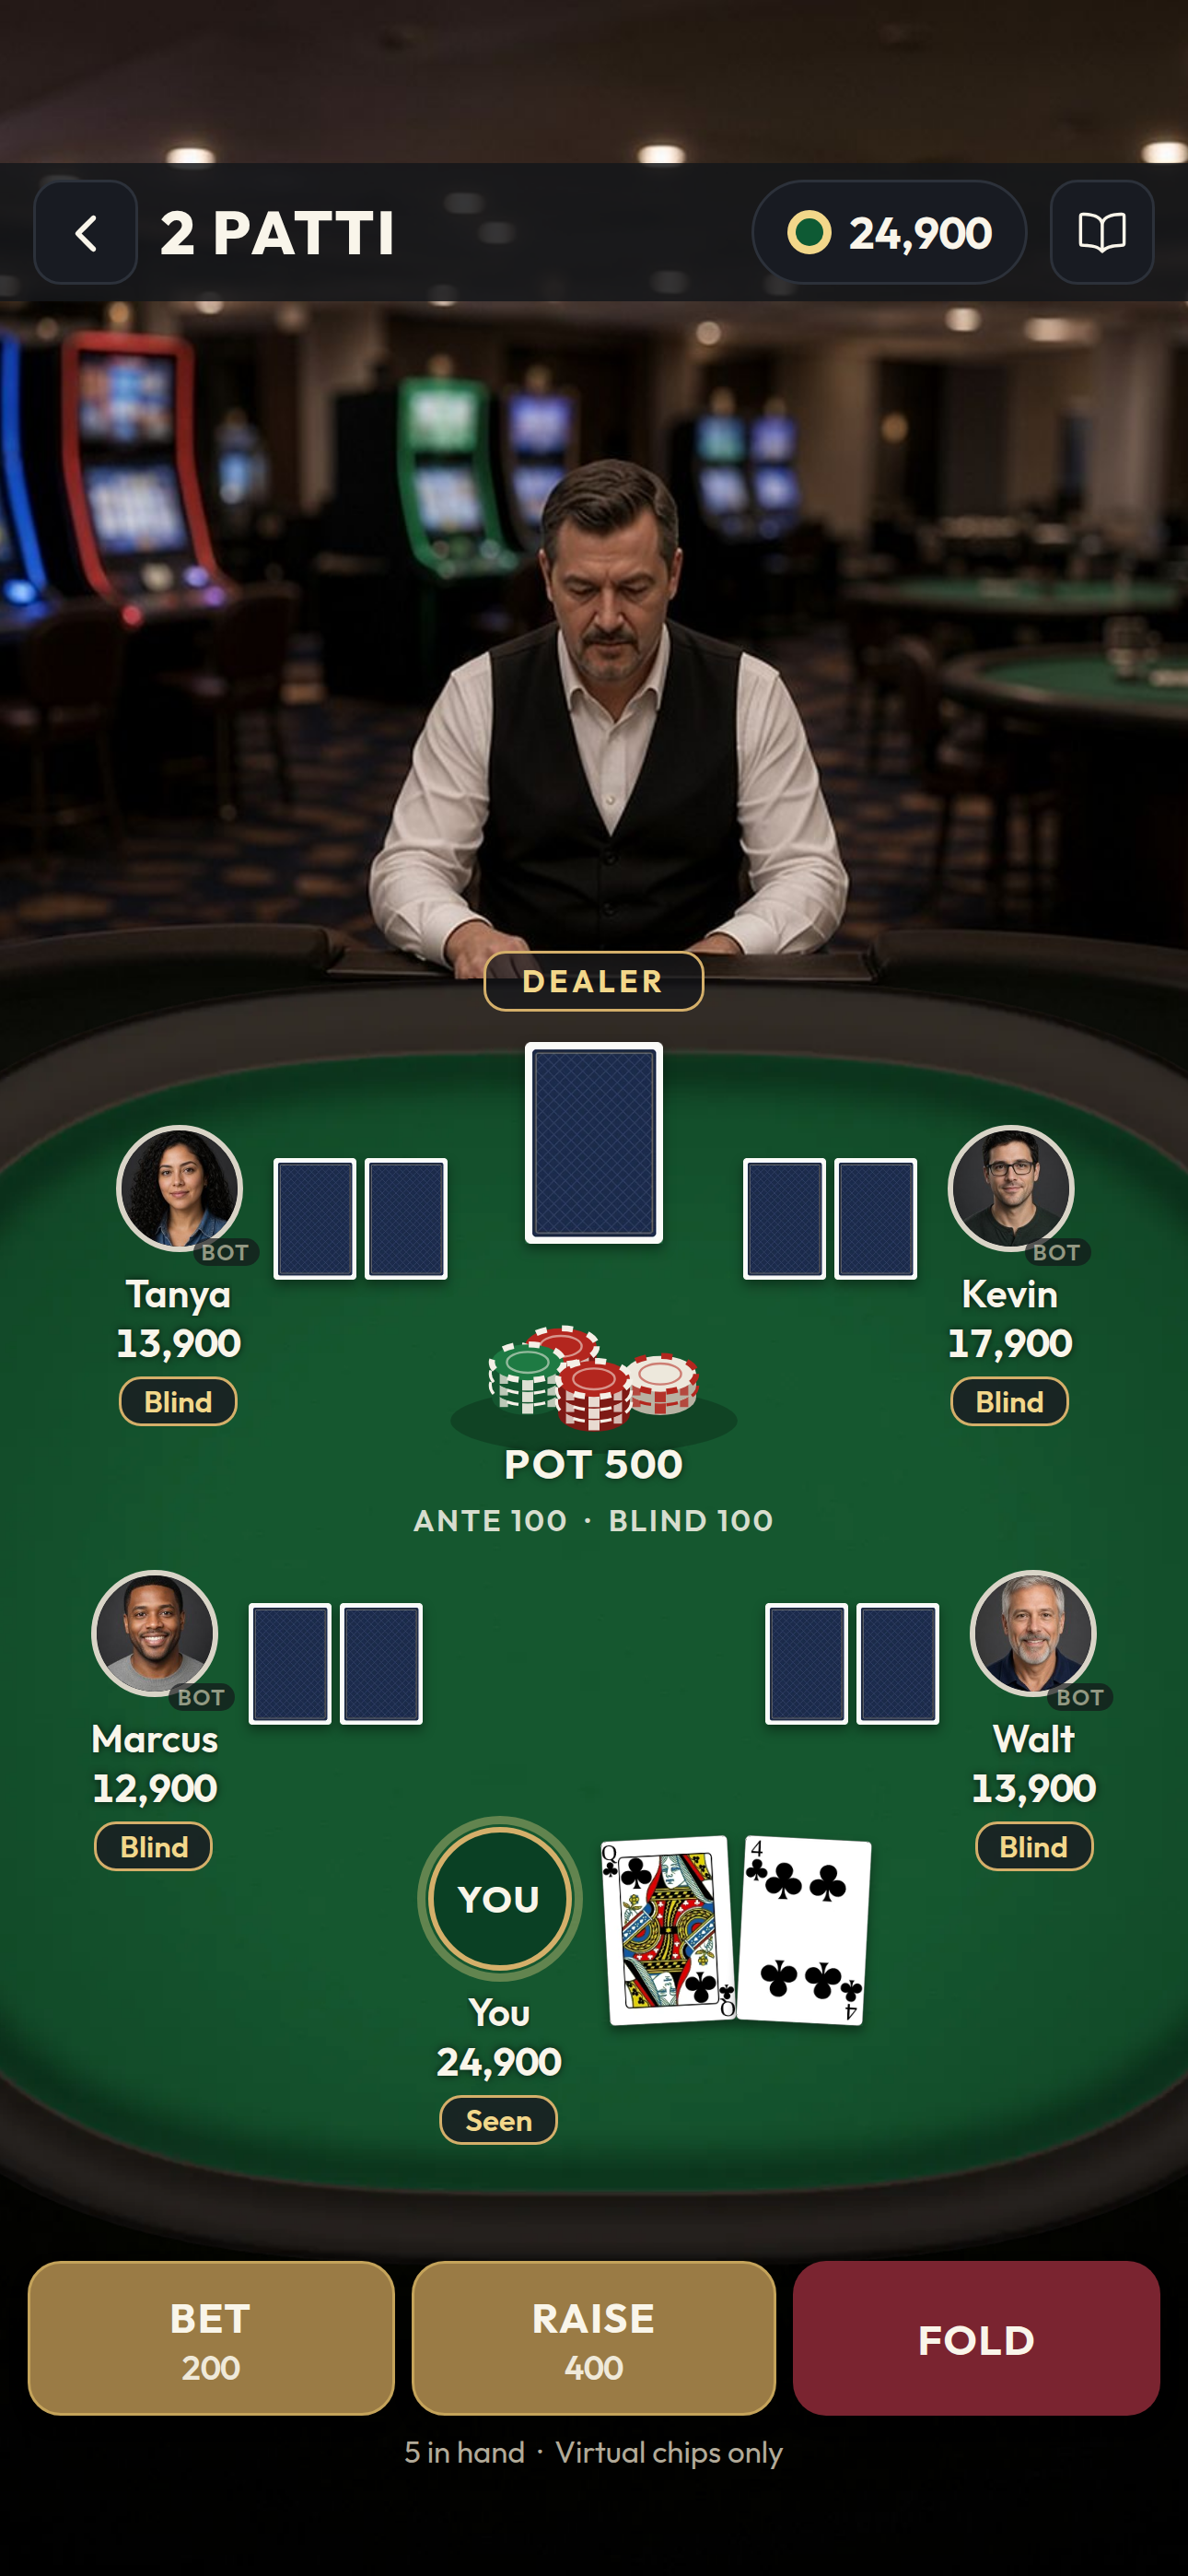 2 PATTI
24,900
DEALER
BOT
BOT
Tanya
Kevin
13,900
17,900
Blind
Blind
POT 500
ANTE 100 · BLIND 100
BOT
BOT
Marcus
Walt
12,900
13,900
Blind
Blind
YOU
Q
Q
4
4
You
24,900
Seen
BET
200
RAISE
400
FOLD
5 in hand · Virtual chips only